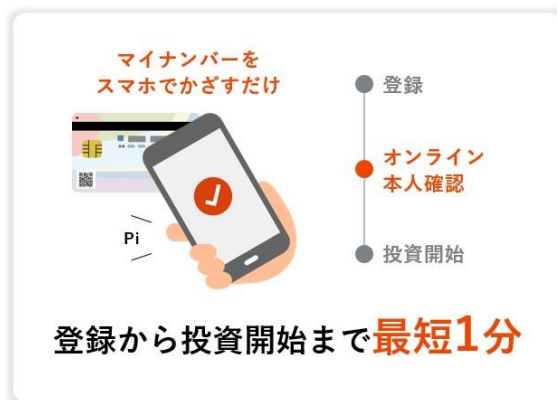 マイナンバーを
スマホでかざすだけ
Pi
登録
オンライン
本人確認
投資開始
登録から投資開始まで最短1分